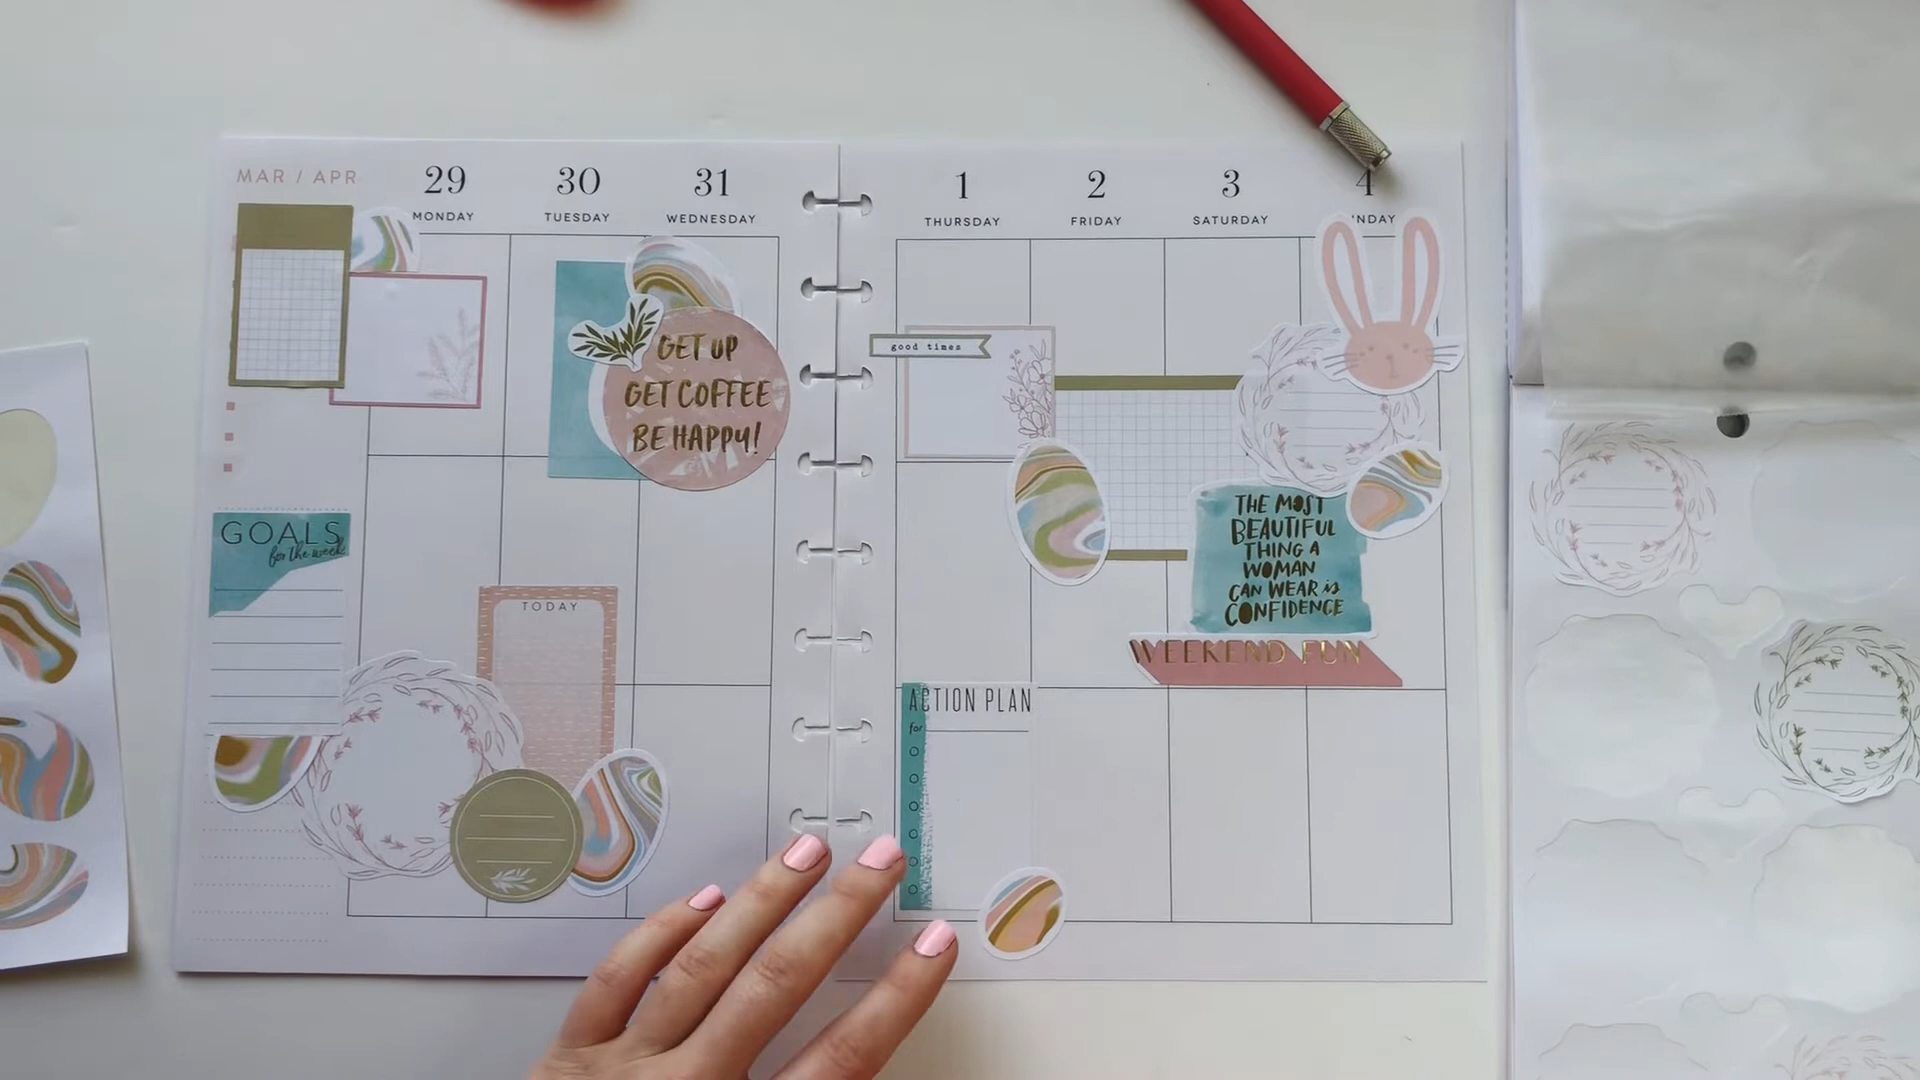 MAR / APR
29
MONDAY
30
TUESDAY
31
WEDNESDAY
1
THURSDAY
2
FRIDAY
3
SATURDAY
4
NDAY
GET UP
GET COFFEE
BE HAPPY!
good times
GOALS
for the week
TODAY
THE MOST
BEAUTIFUL
THING A
WOMAN
CAN WEAR is
CONFIDENCE
WEEKEND FUN
ACTION PLAN
for